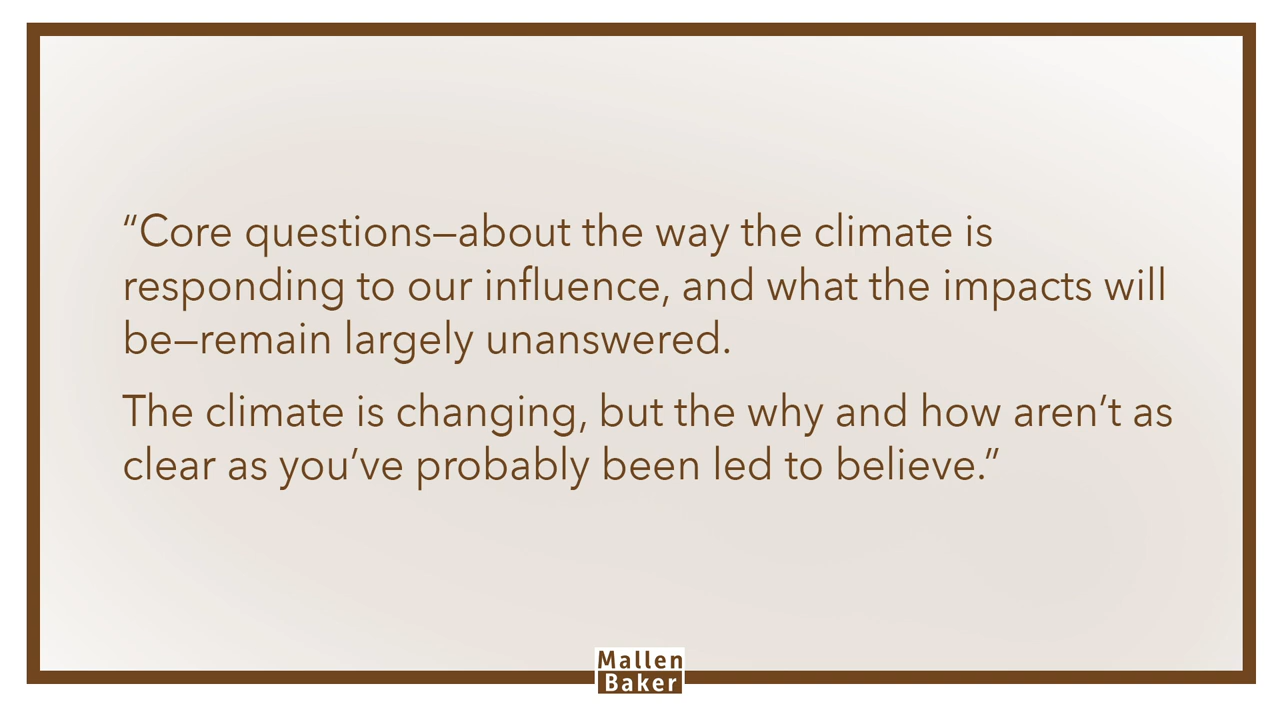 “Core questions—about the way the climate is
responding to our influence, and what the impacts will
be—remain largely unanswered.
The climate is changing, but the why and how aren’t as
clear as you’ve probably been led to believe.”
Mallen
Baker